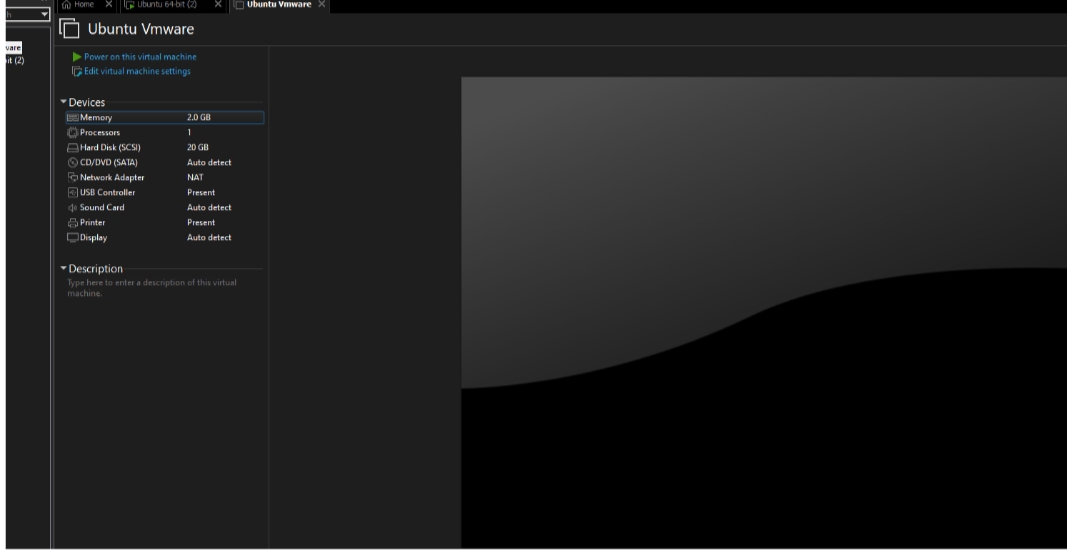 Home
Ubuntu 64-bit (2)
Ubuntu Vmware
Ubuntu Vmware
Power on this virtual machine
Edit virtual machine settings
Devices
Memory 2.0 GB
Processors 1
Hard Disk (SCSI) 20 GB
CD/DVD (SATA) Auto detect
Network Adapter NAT
USB Controller Present
Sound Card Auto detect
Printer Present
Display Auto detect
Description
Type here to enter a description of this virtual
machine.